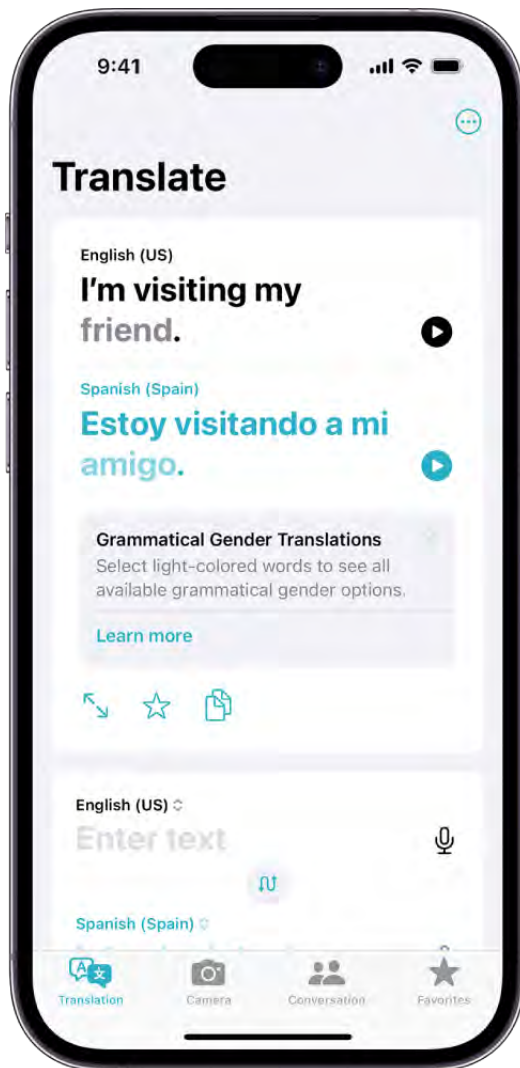 9:41
Translate
English (US)
I'm visiting my
friend.
Spanish (Spain)
Estoy visitando a mi
amigo.
Grammatical Gender Translations
Select light-colored words to see all
available grammatical gender options.
Learn more
English (US)
Enter text
Spanish (Spain)
Translation Camera Conversation Favorites